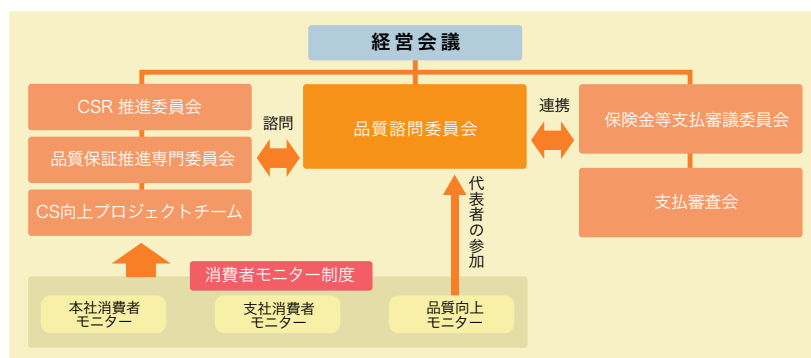 経営会議
CSR 推進委員会
品質保証推進専門委員会
CS向上プロジェクトチーム
諮問
品質諮問委員会
連携
保険金等支払審議委員会
支払審査会
代表者の参加
消費者モニター制度
本社消費者
モニター
支社消費者
モニター
品質向上
モニター